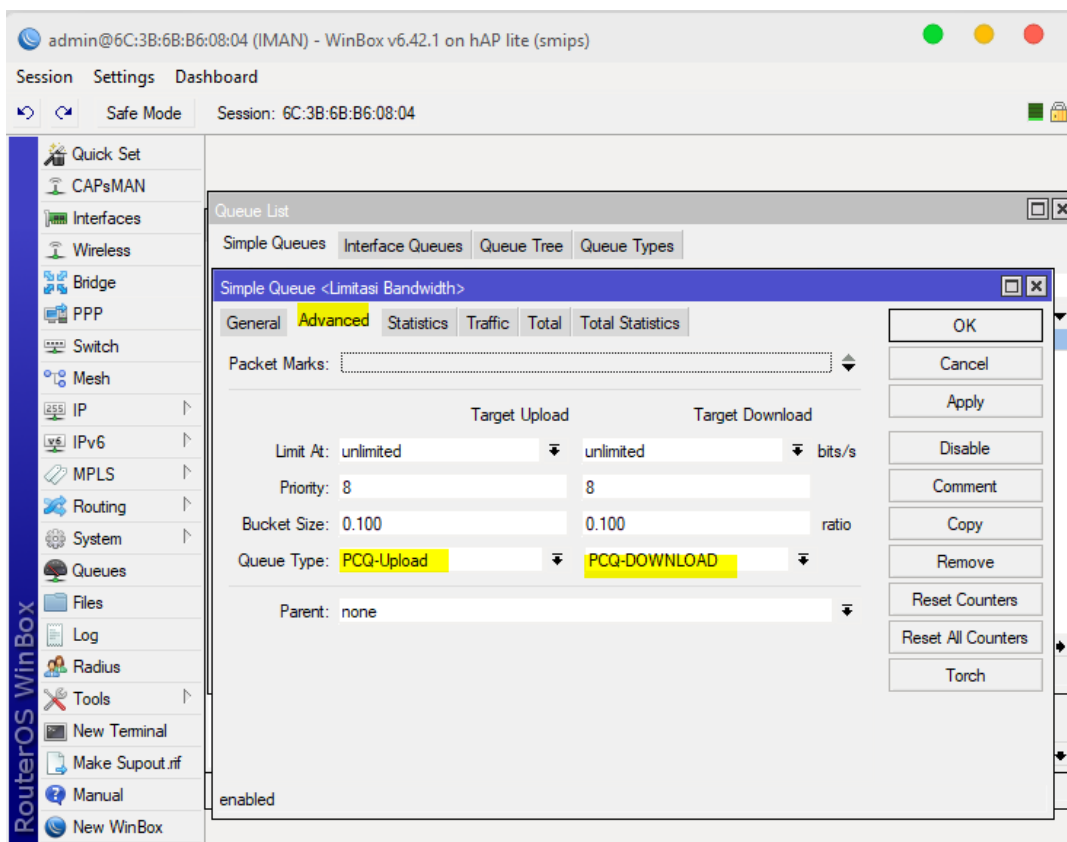 admin@6C:3B:6B:B6:08:04 (IMAN) - WinBox v6.42.1 on hAP lite (smips)
Session Settings Dashboard
Safe Mode Session: 6C:3B:6B:B6:08:04
RouterOS WinBox
Quick Set
CAPsMAN
Interfaces
Wireless
Bridge
PPP
Switch
Mesh
IP
IPv6
MPLS
Routing
System
Queues
Files
Log
Radius
Tools
New Terminal
Make Supout.rif
Manual
New WinBox
Queue List
Simple Queues Interface Queues Queue Tree Queue Types
Simple Queue <Limitasi Bandwidth>
General Advanced Statistics Traffic Total Total Statistics
Packet Marks:
Target Upload Target Download
Limit At: unlimited unlimited bits/s
Priority: 8 8
Bucket Size: 0.100 0.100 ratio
Queue Type: PCQ-Upload PCQ-DOWNLOAD
Parent: none
OK
Cancel
Apply
Disable
Comment
Copy
Remove
Reset Counters
Reset All Counters
Torch
enabled